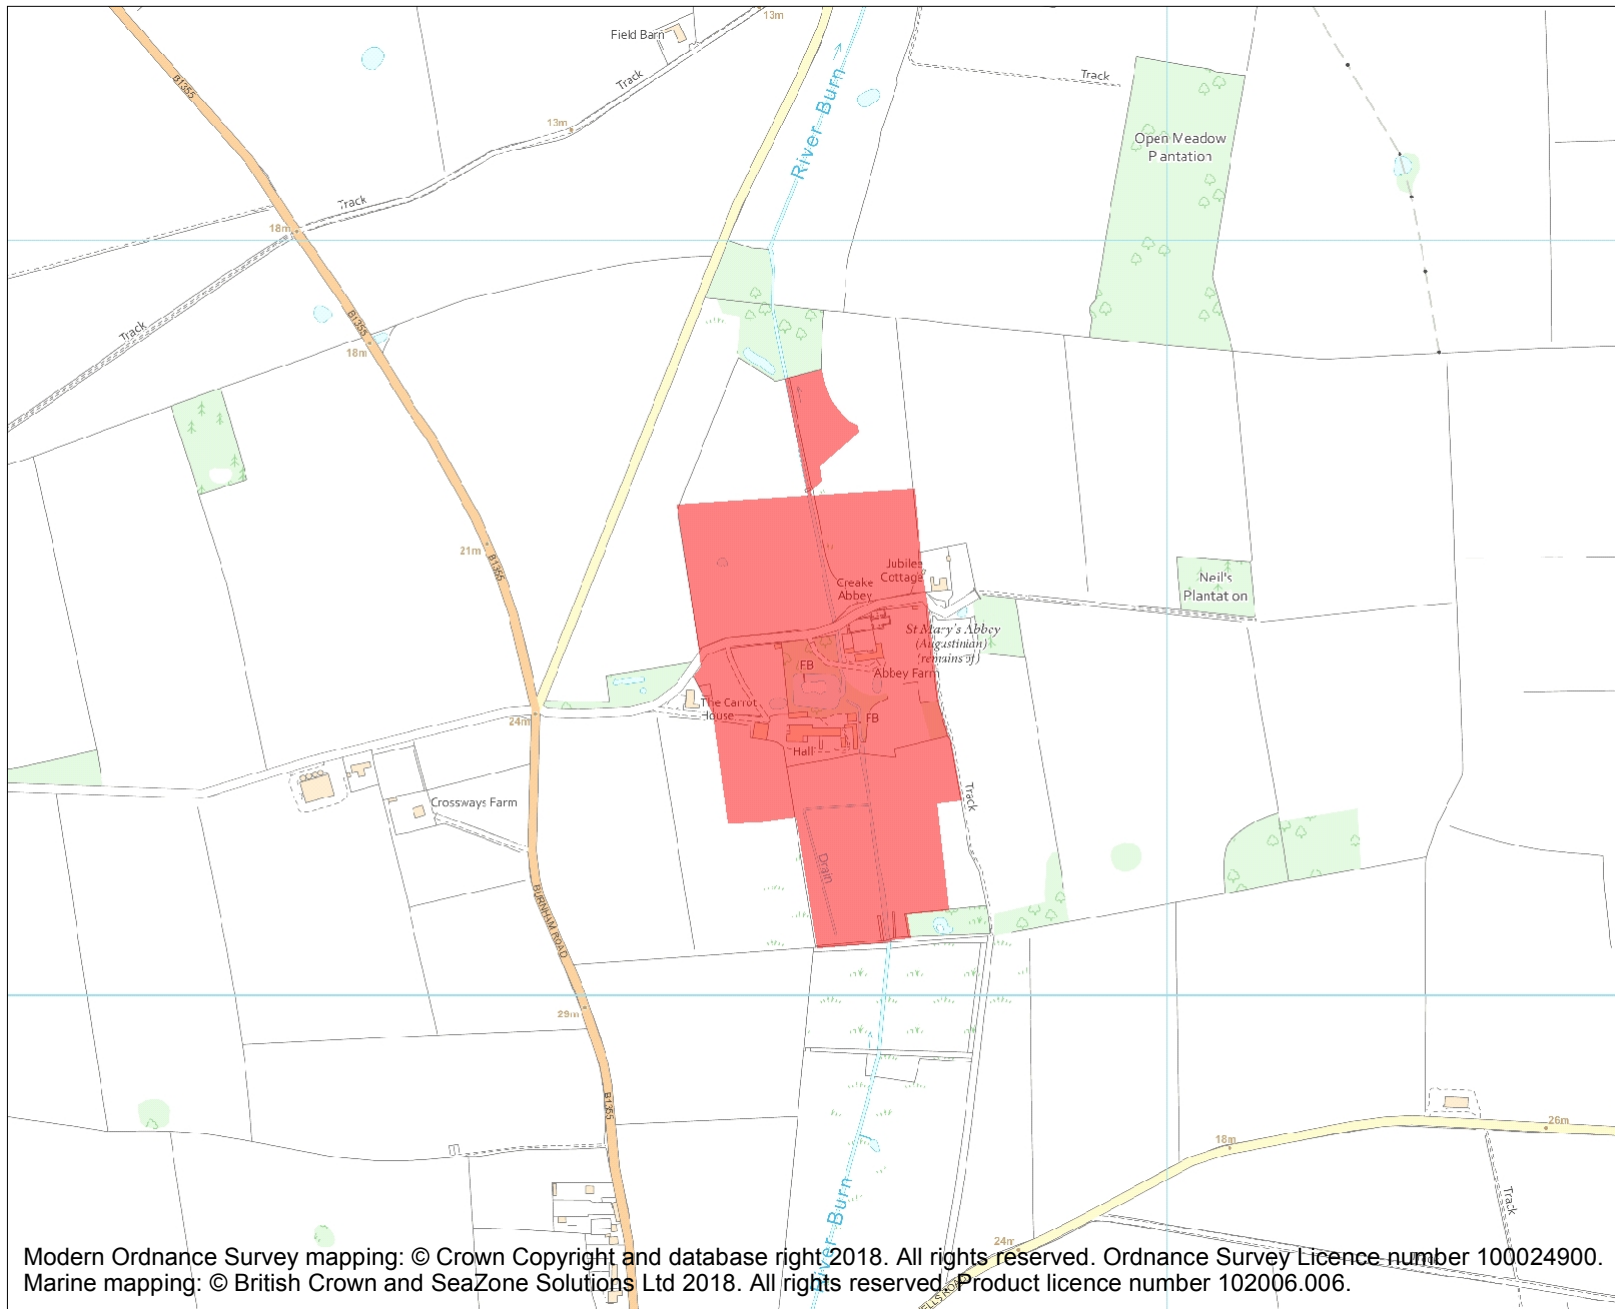 13m
Field Barn
Track
B1355
River Burn
Track
13m
Open Meadow
Plantation
Track
18m
Track
B1355
18m
21m
B1355
Jubilee
Cottage
Creake
Abbey
Neil's
Plantat on
St Mary's Abbey
(Augustinian)
(remains of)
FB
Abbey Farm
The Carrot
House
24m
FB
Hall
Crossways Farm
Track
Drain
BURNHAM ROAD
29m
B1355
26m
18m
River Burn
Track
24m
Modern Ordnance Survey mapping: © Crown Copyright and database right 2018. All rights reserved. Ordnance Survey Licence number 100024900.
Marine mapping: © British Crown and SeaZone Solutions Ltd 2018. All rights reserved. Product licence number 102006.006.